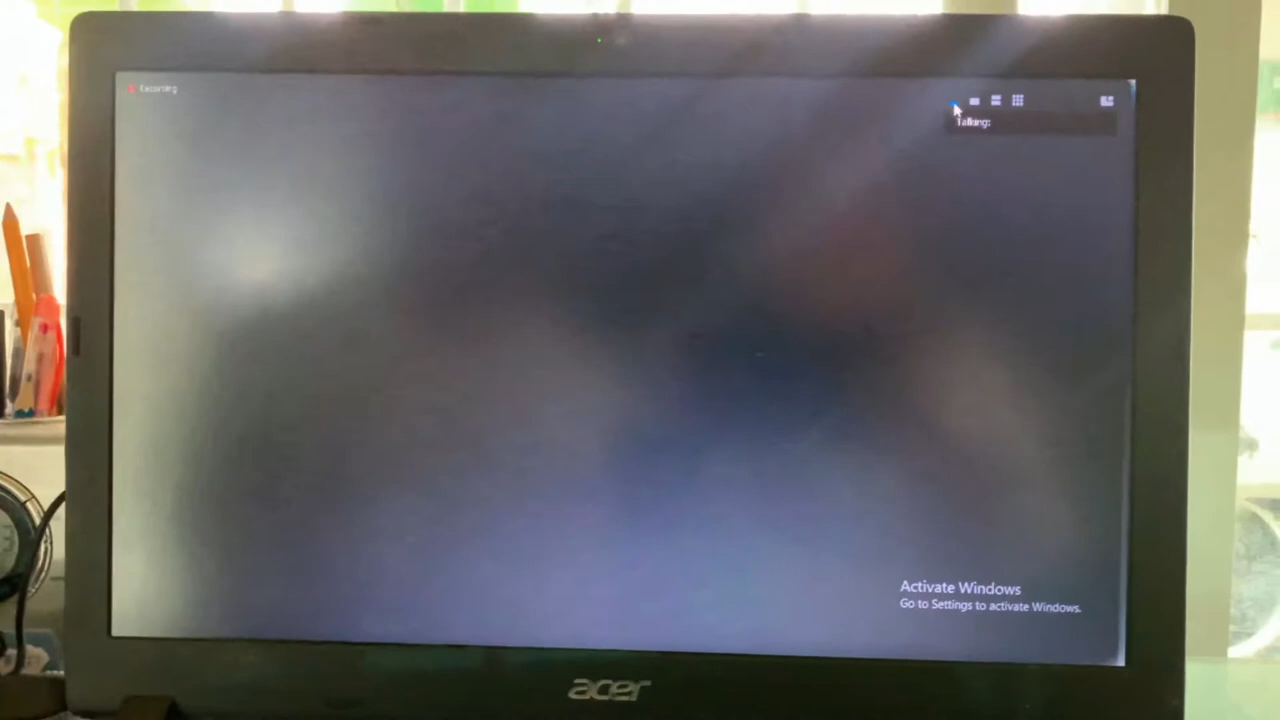 Recording
Talking:
Activate Windows
Go to Settings to activate Windows.
acer